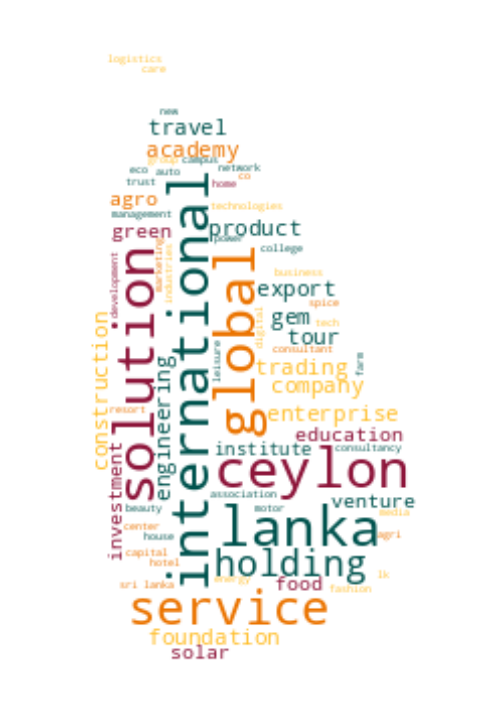 logistics
care
new
travel
academy
group campus
eco auto network
co
trust home
agro
technologies
management
green product
power
college
international
solution
global
development
marketing
industries
business
export
spice
gem
digital
tech
tour
consultant
leisure
farm
trading
construction
engineering
company
resort
enterprise
education
institute consultancy
investment
ceylon
association
venture
beauty motor media
lanka
center
house agri
capital
hotel
holding
lk
energy
sri lanka food
fashion
service
foundation
solar